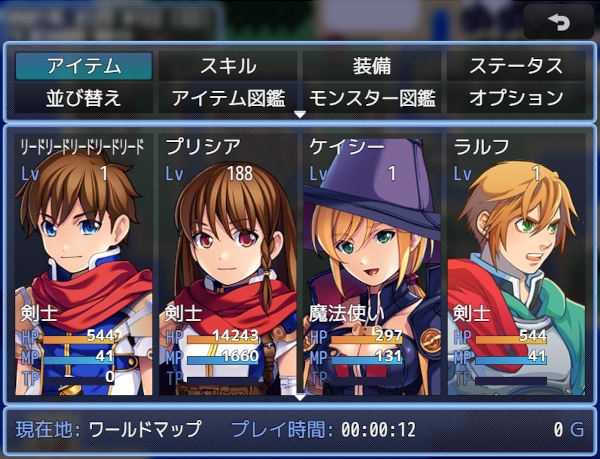 アイテム スキル 装備 ステータス
並び替え アイテム図鑑 モンスター図鑑 オプション
ﾘｰﾄﾞﾘｰﾄﾞﾘｰﾄﾞﾘｰﾄﾞﾘｰﾄﾞ プリシア ケイシー ラルフ
Lv 1 Lv 188 Lv 1 Lv 1
剣士 剣士 魔法使い 剣士
HP 544 HP 14243 HP 297 HP 544
MP 41 MP 1660 MP 131 MP 41
TP 0 TP TP TP
現在地: ワールドマップ プレイ時間: 00:00:12 0 G